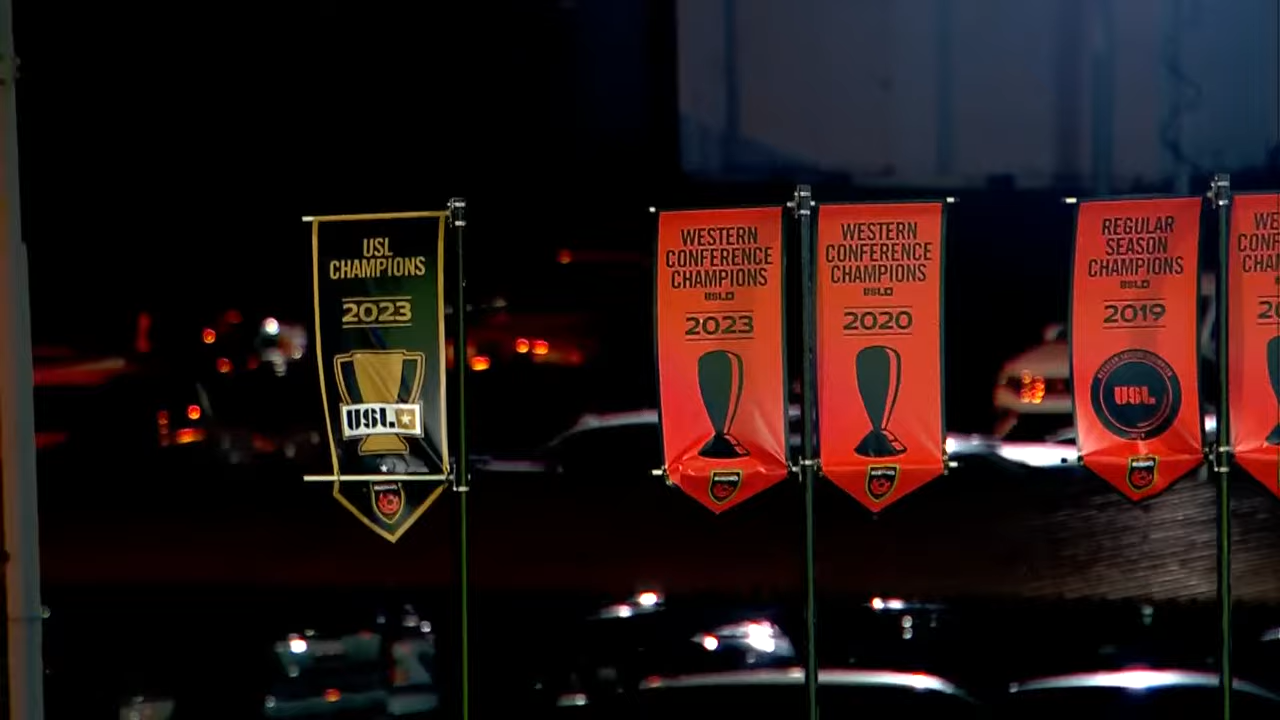 USL
CHAMPIONS
2023
USL
WESTERN
CONFERENCE
CHAMPIONS
USL
2023
WESTERN
CONFERENCE
CHAMPIONS
USL
2020
REGULAR
SEASON
CHAMPIONS
USL
2019
USL